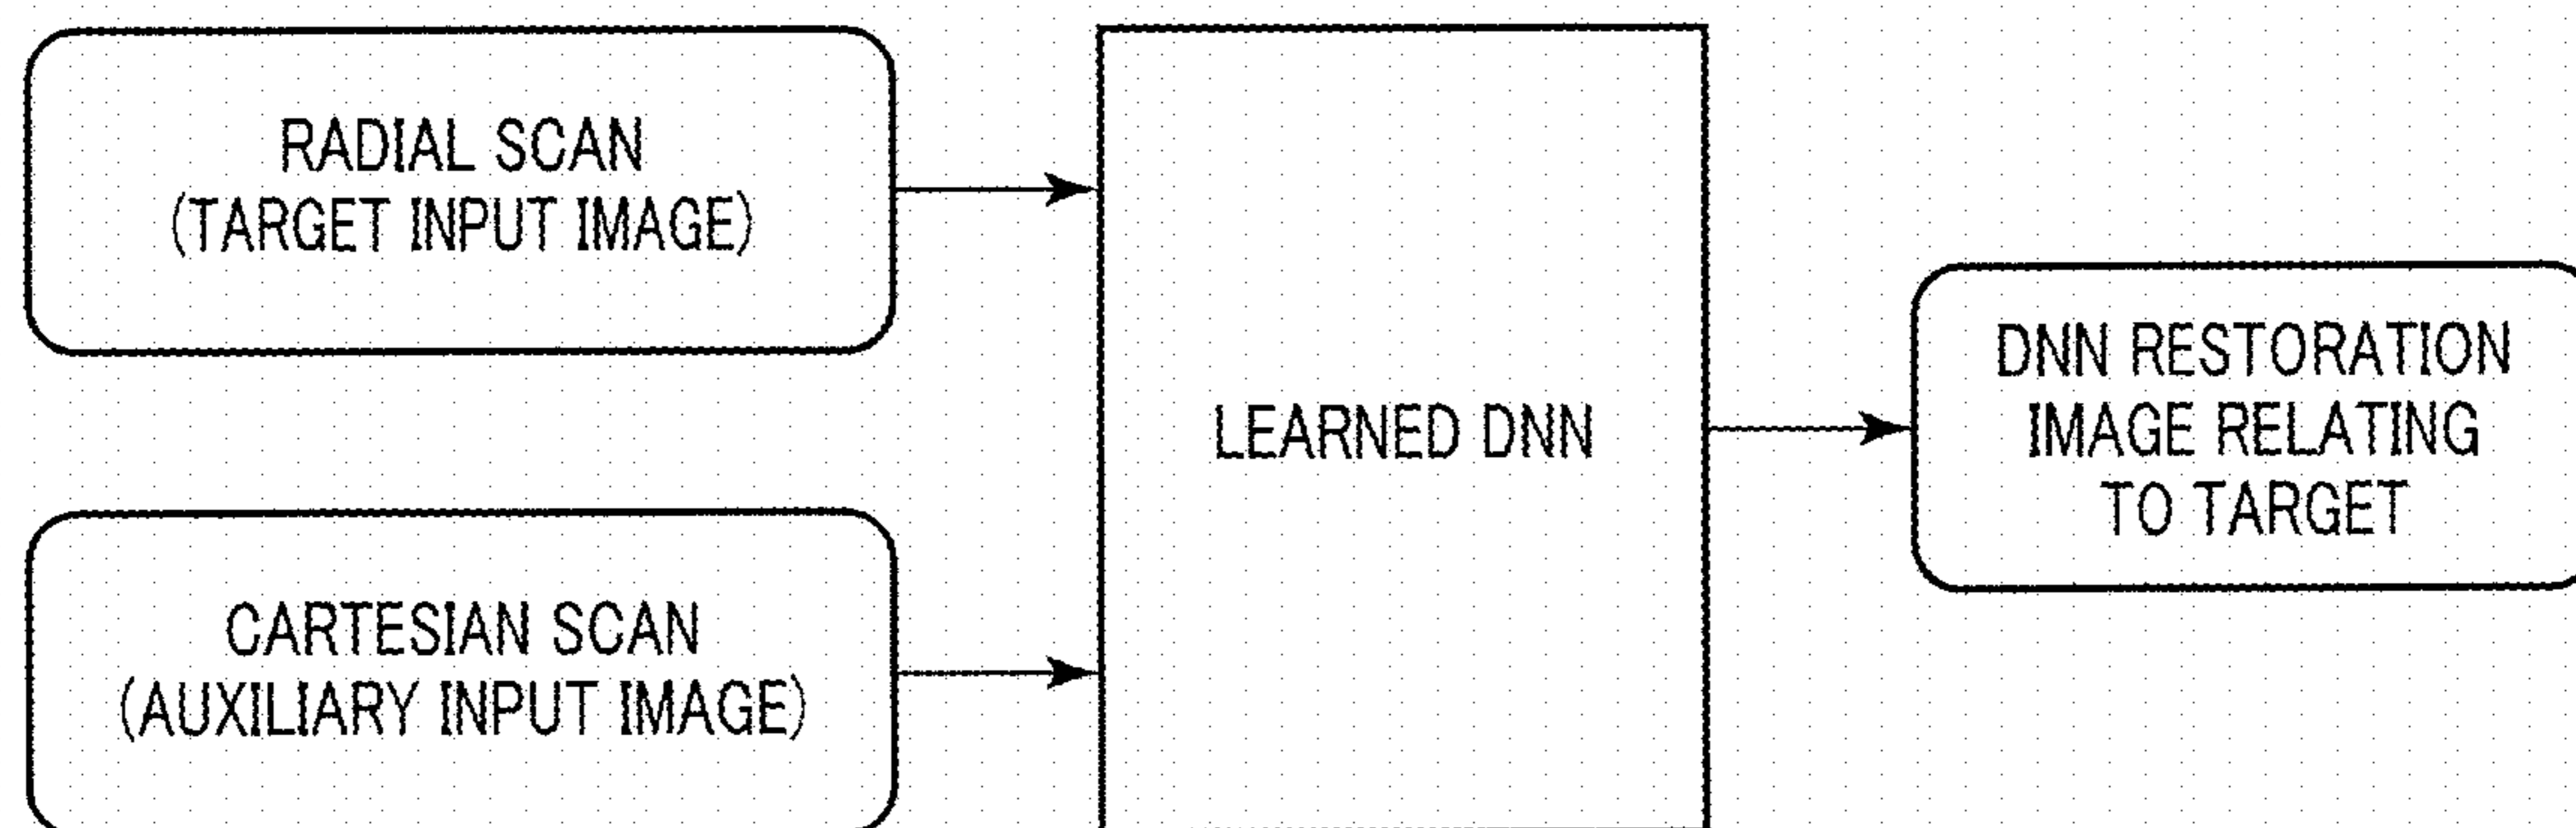 RADIAL SCAN
(TARGET INPUT IMAGE)
LEARNED DNN
DNN RESTORATION
IMAGE RELATING
TO TARGET
CARTESIAN SCAN
(AUXILIARY INPUT IMAGE)